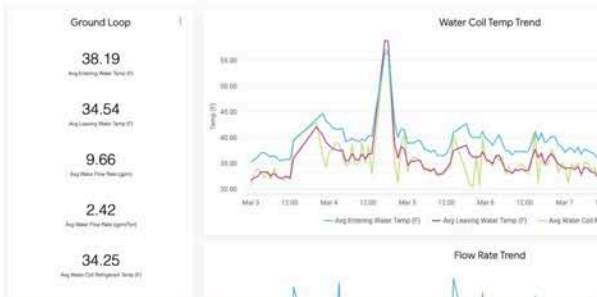 Ground Loop
38.19
Avg Entering Water Temp (F)
34.54
Avg Leaving Water Temp (F)
9.66
Avg Water Flow Rate (gpm)
2.42
Avg Water Flow Rate (gpm/Ton)
34.25
Avg Water Coil Refrigerant Temp (F)
Water Coil Temp Trend
Temp (F)
55.00
50.00
45.00
40.00
35.00
30.00
Mar 3 12:00 Mar 4 12:00 Mar 5 12:00 Mar 6 12:00 Mar 7
Avg Entering Water Temp (F) Avg Leaving Water Temp (F) Avg Water Coil R
Flow Rate Trend